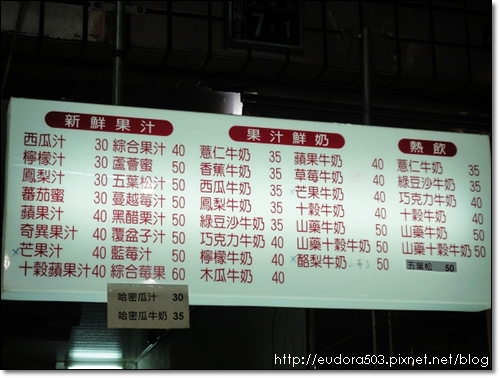 7 1
新鮮果汁
西瓜汁 30
檸檬汁 30
鳳梨汁 30
蕃茄蜜 30
蘋果汁 40
奇異果汁 40
x芒果汁 40
十穀蘋果汁 40
綜合果汁 40
蘆薈蜜 50
五葉松汁 50
蔓越莓汁 50
黑醋栗汁 50
覆盆子汁 50
藍莓汁 50
綜合莓果 60
果汁鮮奶
薏仁牛奶 35
香蕉牛奶 35
西瓜牛奶 35
鳳梨牛奶 35
綠豆沙牛奶 35
巧克力牛奶 40
檸檬牛奶 40
木瓜牛奶 40
蘋果牛奶 40
草莓牛奶 40
x芒果牛奶 40
十穀牛奶 40
山藥牛奶 50
山藥十穀牛奶 50
x酪梨牛奶 50
熱飲
薏仁牛奶 35
綠豆沙牛奶 35
巧克力牛奶 40
十穀牛奶 40
山藥牛奶 50
山藥十穀牛奶 50
五葉松 50
哈密瓜汁 30
哈密瓜牛奶 35
http://eudora503.pixnet.net/blog